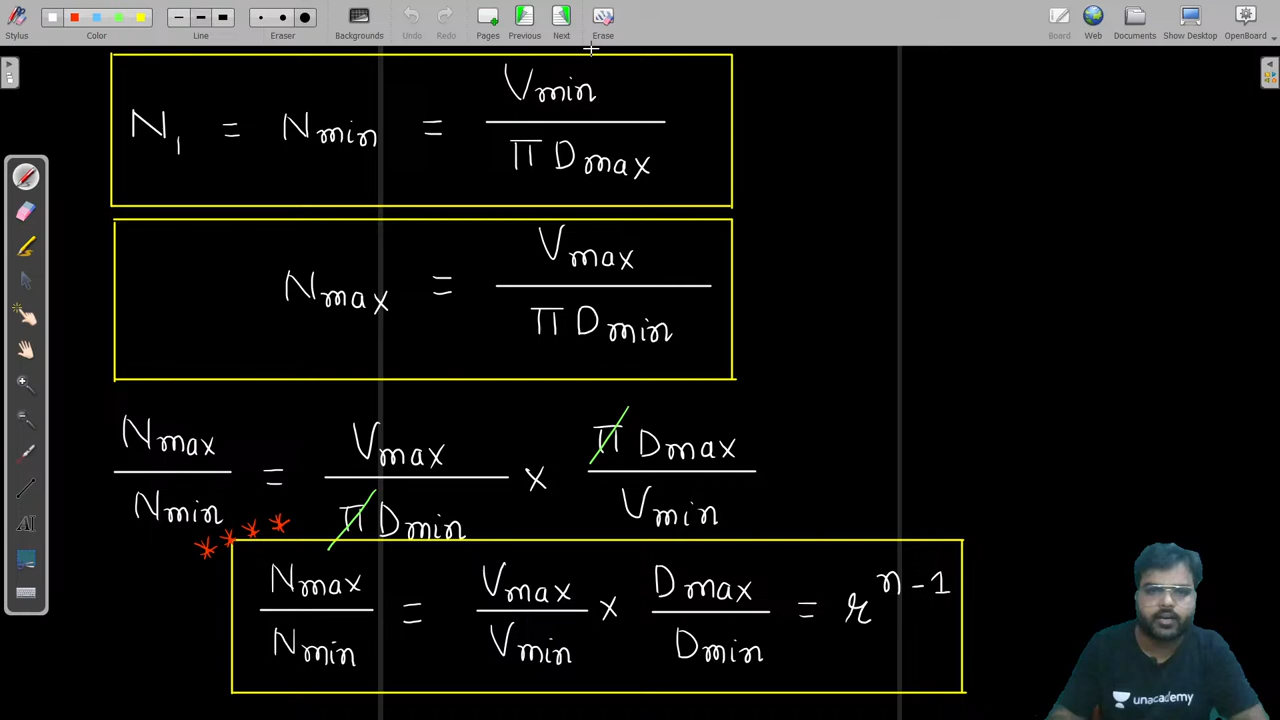 Stylus Color Line Eraser Backgrounds Undo Redo Pages Previous Next Erase Board Web Documents Show Desktop OpenBoard
N₁ = Nmin = Vmin / Π Dmax
Nmax = Vmax / Π Dmin
Nmax / Nmin = Vmax / Π Dmin × Π Dmax / Vmin
****
Nmax / Nmin = Vmax / Vmin × Dmax / Dmin = r^n-1
unacademy